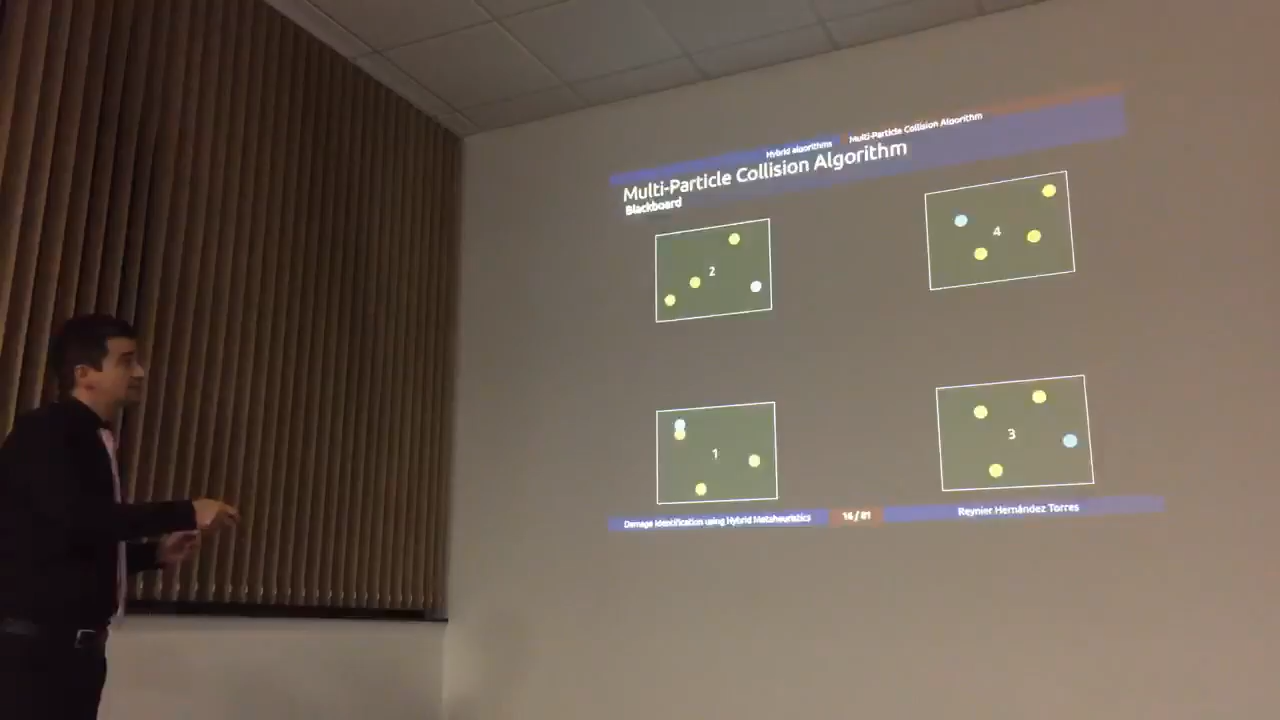 Hybrid algorithms Multi-Particle Collision Algorithm
Multi-Particle Collision Algorithm
Blackboard
2
4
1
3
Damage Identification using Hybrid Metaheuristics 16 / 81 Reynier Hernández Torres